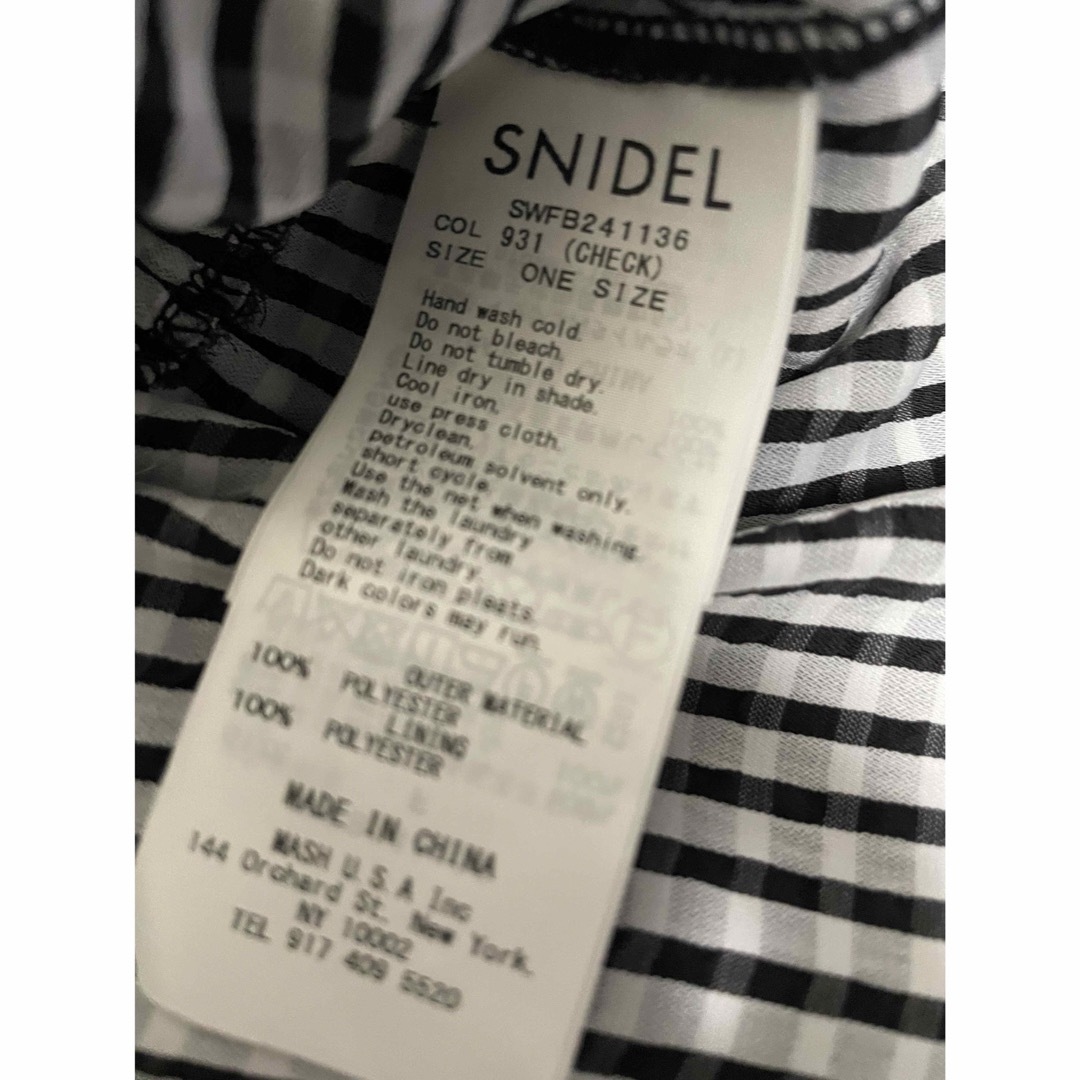 SNIDEL
SWFB241136
COL 931 (CHECK)
SIZE ONE SIZE
Hand wash cold.
Do not bleach.
Do not tumble dry.
Line dry in shade.
Cool iron,
use press cloth.
Dryclean.
petroleum solvent only.
short cycle.
Use the net when washing.
Wash the laundry
separately from
other laundry.
Do not iron pleats.
Dark colors may run.
OUTER MATERIAL
100% POLYESTER
LINING
100% POLYESTER
MADE IN CHINA
MASH U.S.A Inc
144 Orchard St. New York.
NY 10002
TEL 917 409 5520